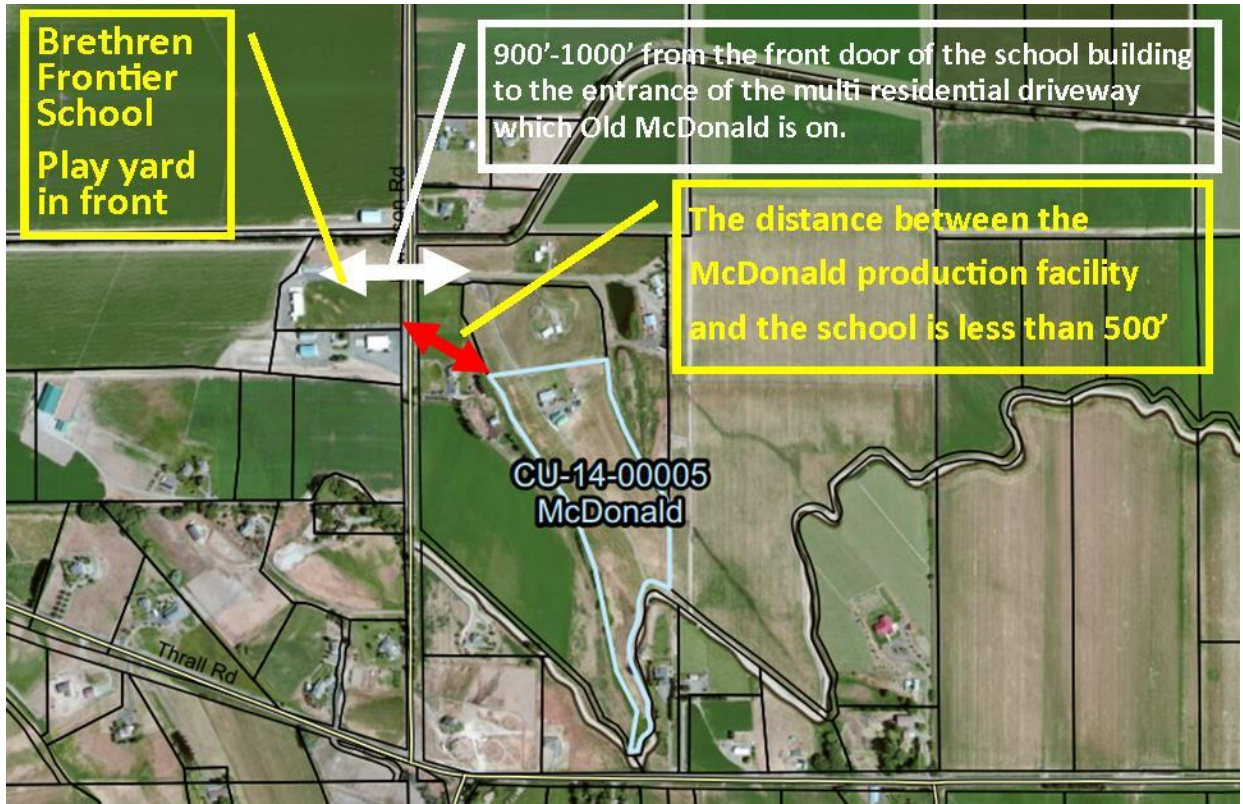 Brethren
Frontier
School
Play yard
in front
900’-1000’ from the front door of the school building
to the entrance of the multi residential driveway
which Old McDonald is on.
on Rd
The distance between the
McDonald production facility
and the school is less than 500’
CU-14-00005
McDonald
Thrall Rd